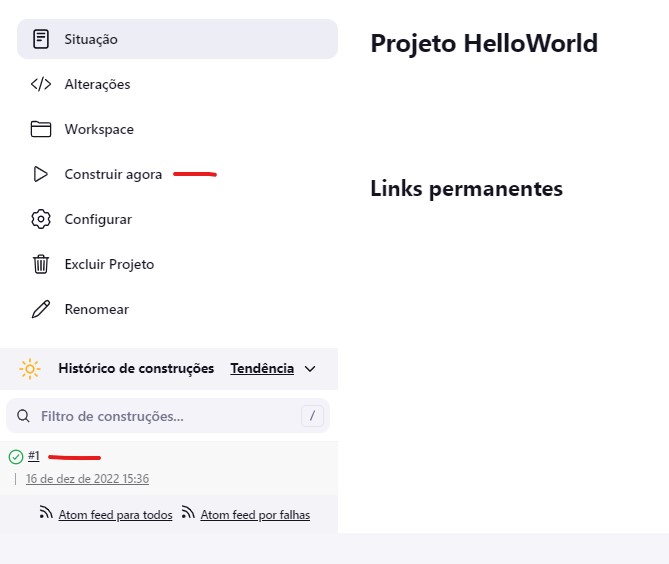 Situação
Projeto HelloWorld
Alterações
Workspace
Construir agora
Links permanentes
Configurar
Excluir Projeto
Renomear
Histórico de construções Tendência
Filtro de construções... /
#1
16 de dez de 2022 15:36
Atom feed para todos Atom feed por falhas